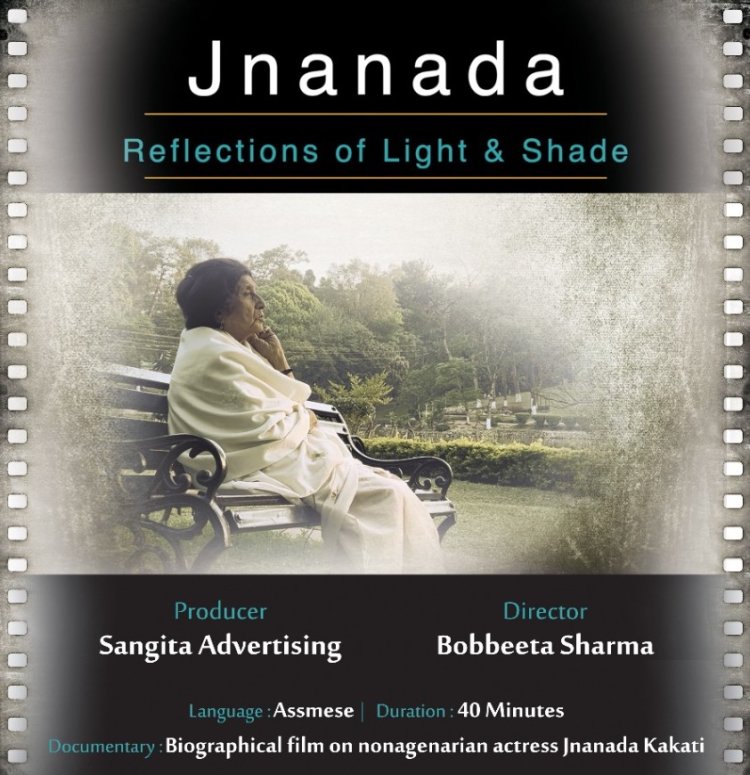 Jnanada
Reflections of Light & Shade
Producer
Sangita Advertising
Director
Bobbeeta Sharma
Language : Assmese | Duration : 40 Minutes
Documentary : Biographical film on nonagenarian actress Jnanada Kakati